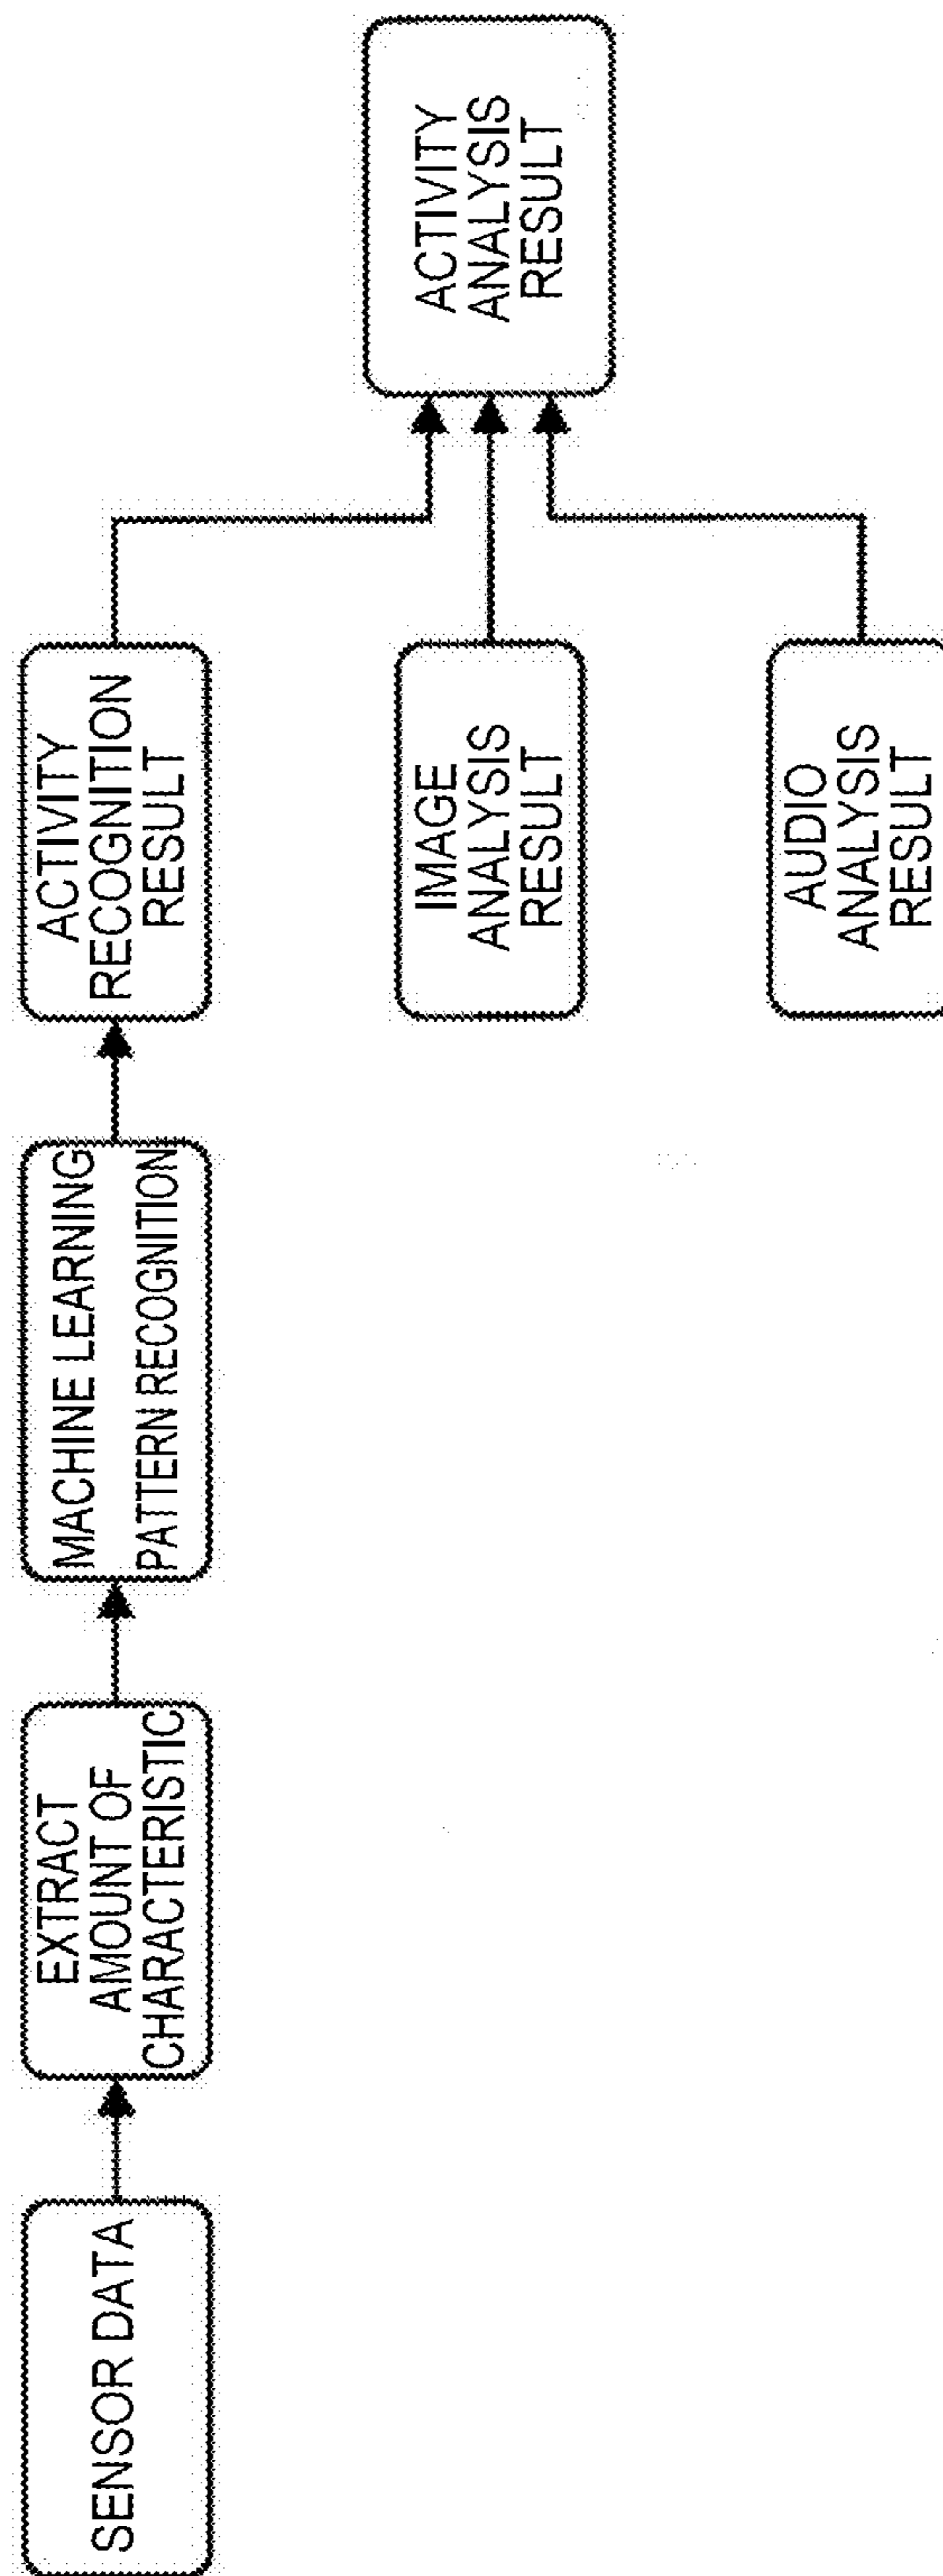 SENSOR DATA
EXTRACT
AMOUNT OF
CHARACTERISTIC
MACHINE LEARNING
PATTERN RECOGNITION
ACTIVITY
RECOGNITION
RESULT
IMAGE
ANALYSIS
RESULT
AUDIO
ANALYSIS
RESULT
ACTIVITY
ANALYSIS
RESULT